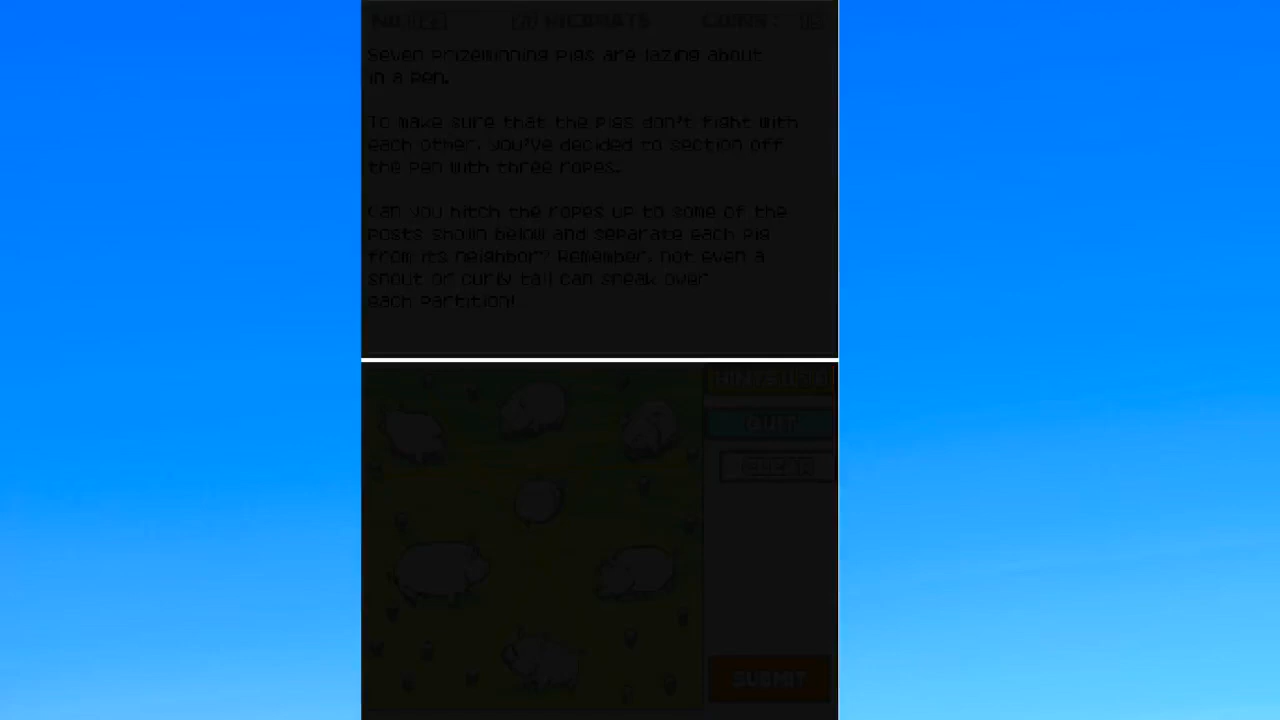 PICARATS COINS:
Seven prizewinning pigs are lazing about
in a pen.
To make sure that the pigs don't fight with
each other, you've decided to section off
the pen with three ropes.
Can you hitch the ropes up to some of the
posts shown below and separate each pig
from its neighbor? Remember, not even a
snout or curly tail can sneak over
each partition!
HINTS
QUIT
SUBMIT